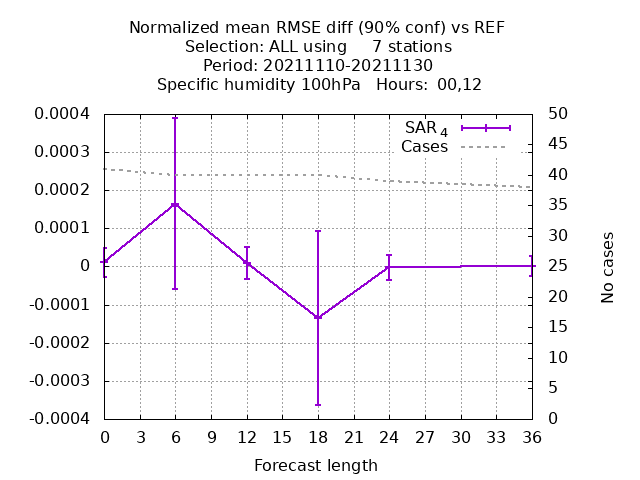 Normalized mean RMSE diff (90% conf) vs REF
Selection: ALL using     7 stations
Period: 20211110-20211130
Specific humidity 100hPa   Hours:  00,12
0.0004
0.0003
0.0002
0.0001
0
-0.0001
-0.0002
-0.0003
-0.0004
SAR 4
Cases
50
45
40
35
30
25
20
15
10
5
0
No cases
0 3 6 9 12 15 18 21 24 27 30 33 36
Forecast length